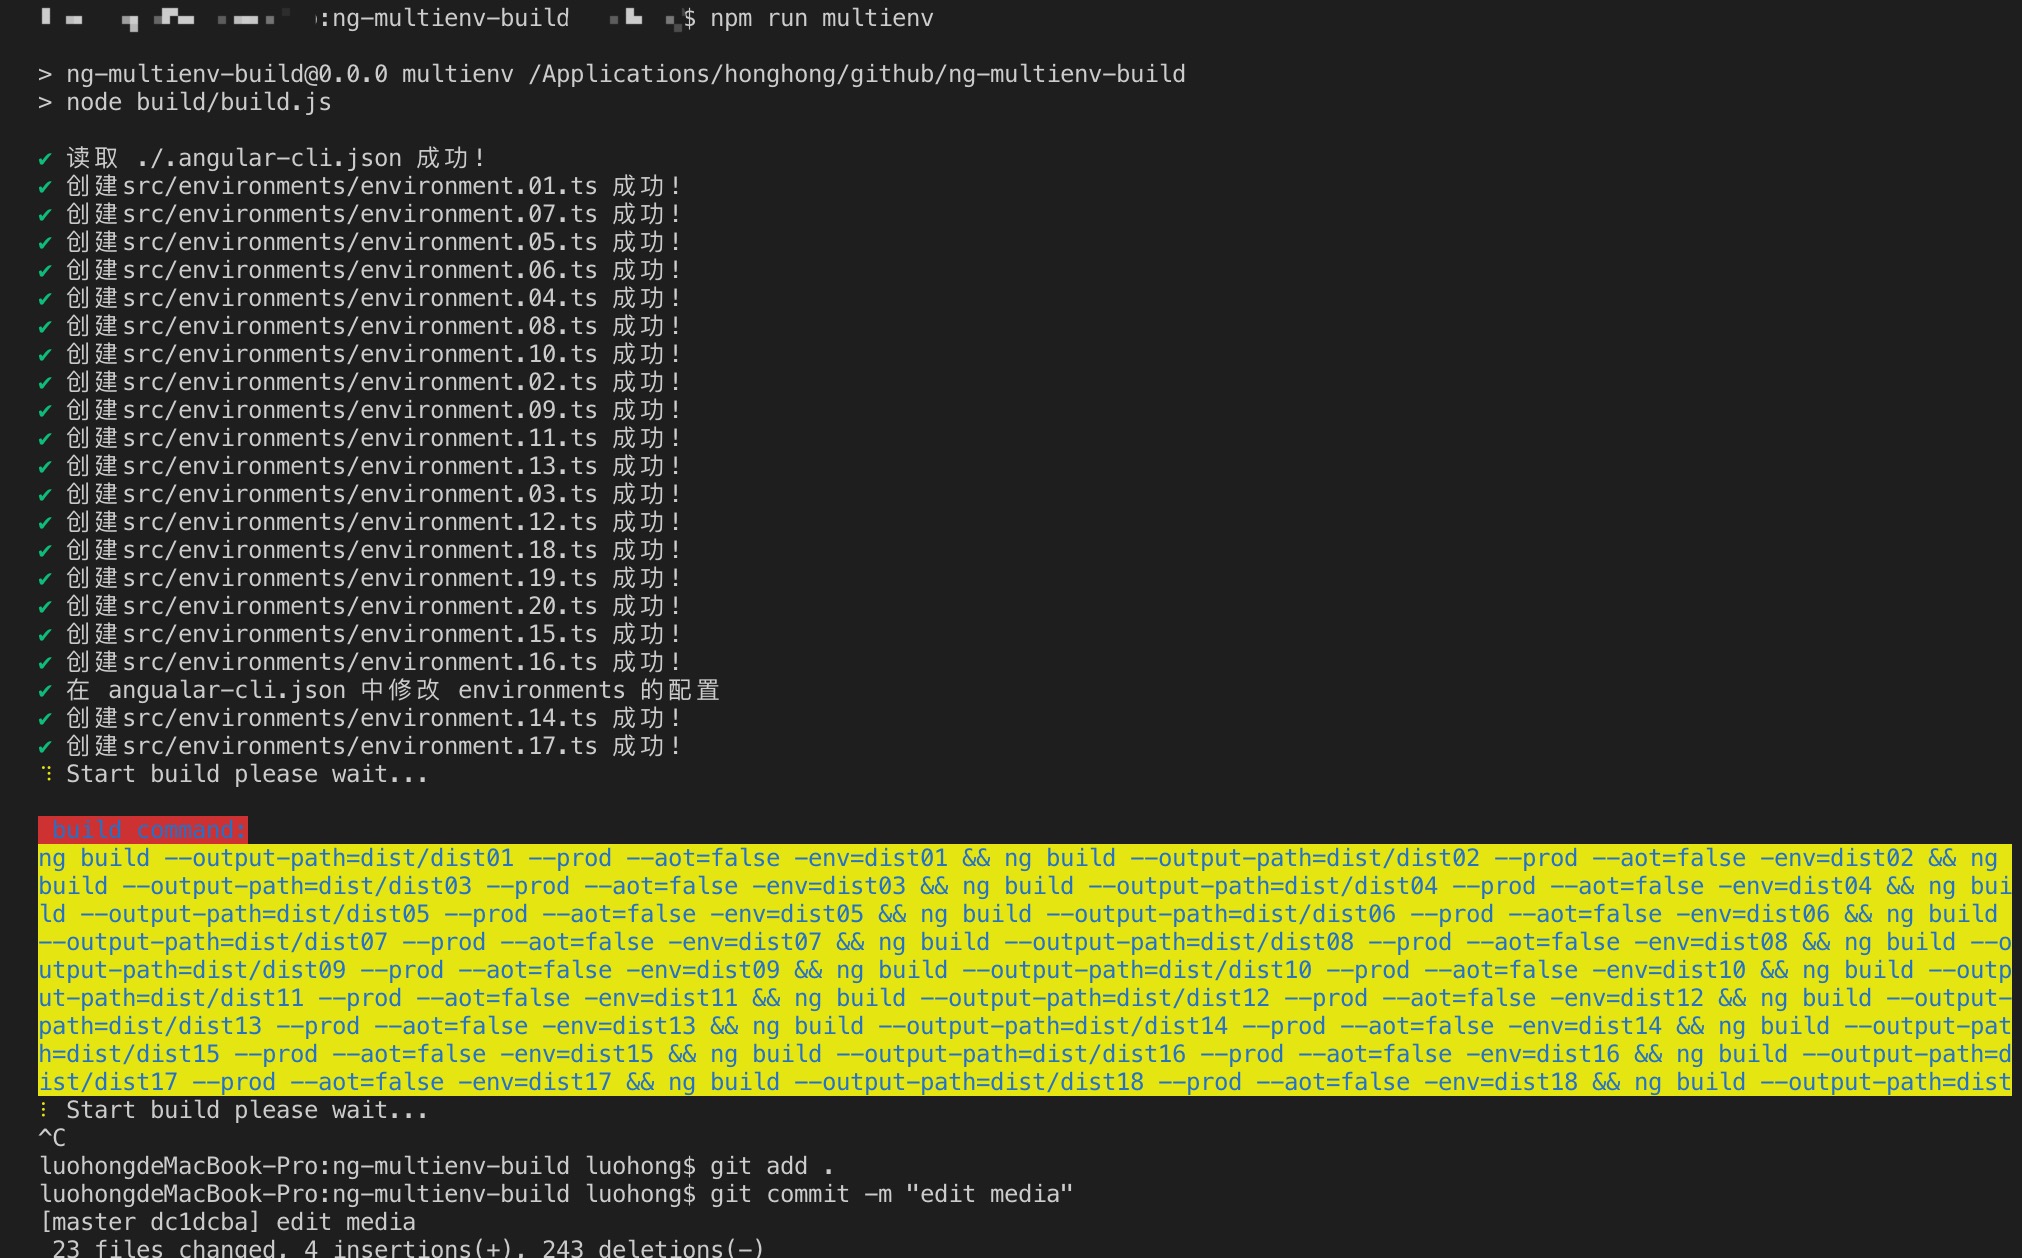 :ng-multienv-build $ npm run multienv
> ng-multienv-build@0.0.0 multienv /Applications/honghong/github/ng-multienv-build
> node build/build.js
✔ 读取 ./.angular-cli.json 成功!
✔ 创建src/environments/environment.01.ts 成功!
✔ 创建src/environments/environment.07.ts 成功!
✔ 创建src/environments/environment.05.ts 成功!
✔ 创建src/environments/environment.06.ts 成功!
✔ 创建src/environments/environment.04.ts 成功!
✔ 创建src/environments/environment.08.ts 成功!
✔ 创建src/environments/environment.10.ts 成功!
✔ 创建src/environments/environment.02.ts 成功!
✔ 创建src/environments/environment.09.ts 成功!
✔ 创建src/environments/environment.11.ts 成功!
✔ 创建src/environments/environment.13.ts 成功!
✔ 创建src/environments/environment.03.ts 成功!
✔ 创建src/environments/environment.12.ts 成功!
✔ 创建src/environments/environment.18.ts 成功!
✔ 创建src/environments/environment.19.ts 成功!
✔ 创建src/environments/environment.20.ts 成功!
✔ 创建src/environments/environment.15.ts 成功!
✔ 创建src/environments/environment.16.ts 成功!
✔ 在 angualar-cli.json 中修改 environments 的配置
✔ 创建src/environments/environment.14.ts 成功!
✔ 创建src/environments/environment.17.ts 成功!
Start build please wait...
build command:
ng build --output-path=dist/dist01 --prod --aot=false -env=dist01 && ng build --output-path=dist/dist02 --prod --aot=false -env=dist02 && ng
build --output-path=dist/dist03 --prod --aot=false -env=dist03 && ng build --output-path=dist/dist04 --prod --aot=false -env=dist04 && ng bui
ld --output-path=dist/dist05 --prod --aot=false -env=dist05 && ng build --output-path=dist/dist06 --prod --aot=false -env=dist06 && ng build
--output-path=dist/dist07 --prod --aot=false -env=dist07 && ng build --output-path=dist/dist08 --prod --aot=false -env=dist08 && ng build --o
utput-path=dist/dist09 --prod --aot=false -env=dist09 && ng build --output-path=dist/dist10 --prod --aot=false -env=dist10 && ng build --outp
ut-path=dist/dist11 --prod --aot=false -env=dist11 && ng build --output-path=dist/dist12 --prod --aot=false -env=dist12 && ng build --output-
path=dist/dist13 --prod --aot=false -env=dist13 && ng build --output-path=dist/dist14 --prod --aot=false -env=dist14 && ng build --output-pat
h=dist/dist15 --prod --aot=false -env=dist15 && ng build --output-path=dist/dist16 --prod --aot=false -env=dist16 && ng build --output-path=d
ist/dist17 --prod --aot=false -env=dist17 && ng build --output-path=dist/dist18 --prod --aot=false -env=dist18 && ng build --output-path=dist
Start build please wait...
^C
luohongdeMacBook-Pro:ng-multienv-build luohong$ git add .
luohongdeMacBook-Pro:ng-multienv-build luohong$ git commit -m "edit media"
[master dc1dcba] edit media
23 files changed, 4 insertions(+), 243 deletions(-)